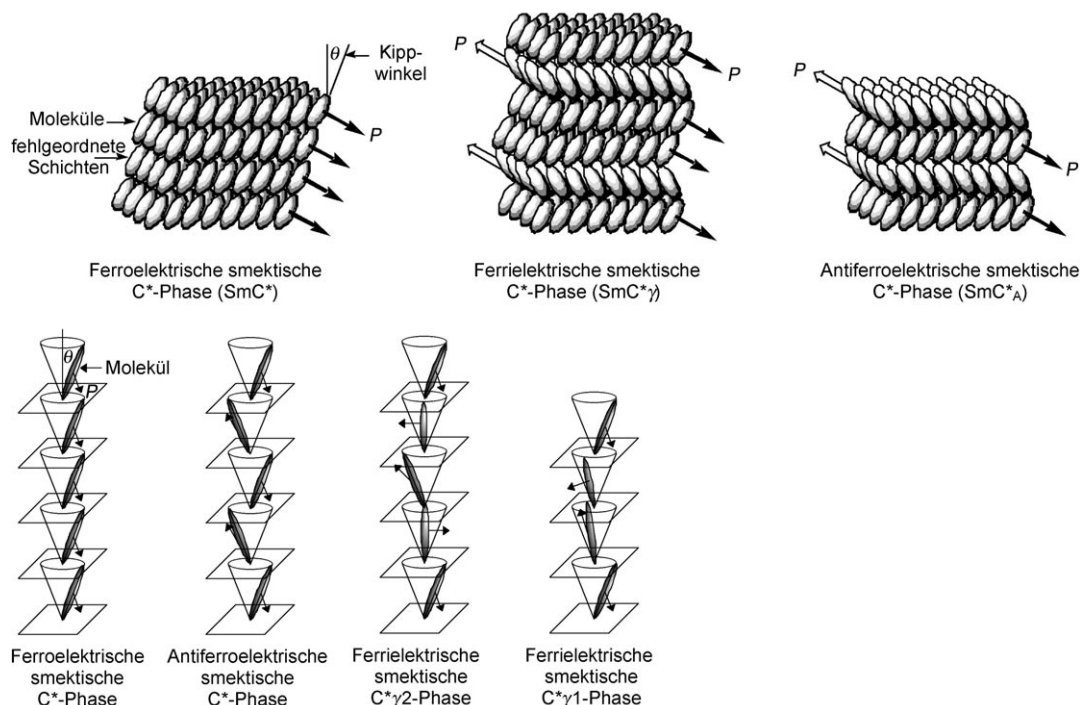 θ
Kipp-
winkel
Moleküle
fehlgeordnete
Schichten
P
P
P
P
P
Ferroelektrische smektische
C*-Phase (SmC*)
Ferrielektrische smektische
C*-Phase (SmC*γ)
Antiferroelektrische smektische
C*-Phase (SmC*A)
θ
Molekül
P
Ferroelektrische
smektische
C*-Phase
Antiferroelektrische
smektische
C*-Phase
Ferrielektrische
smektische
C*γ2-Phase
Ferrielektrische
smektische
C*γ1-Phase